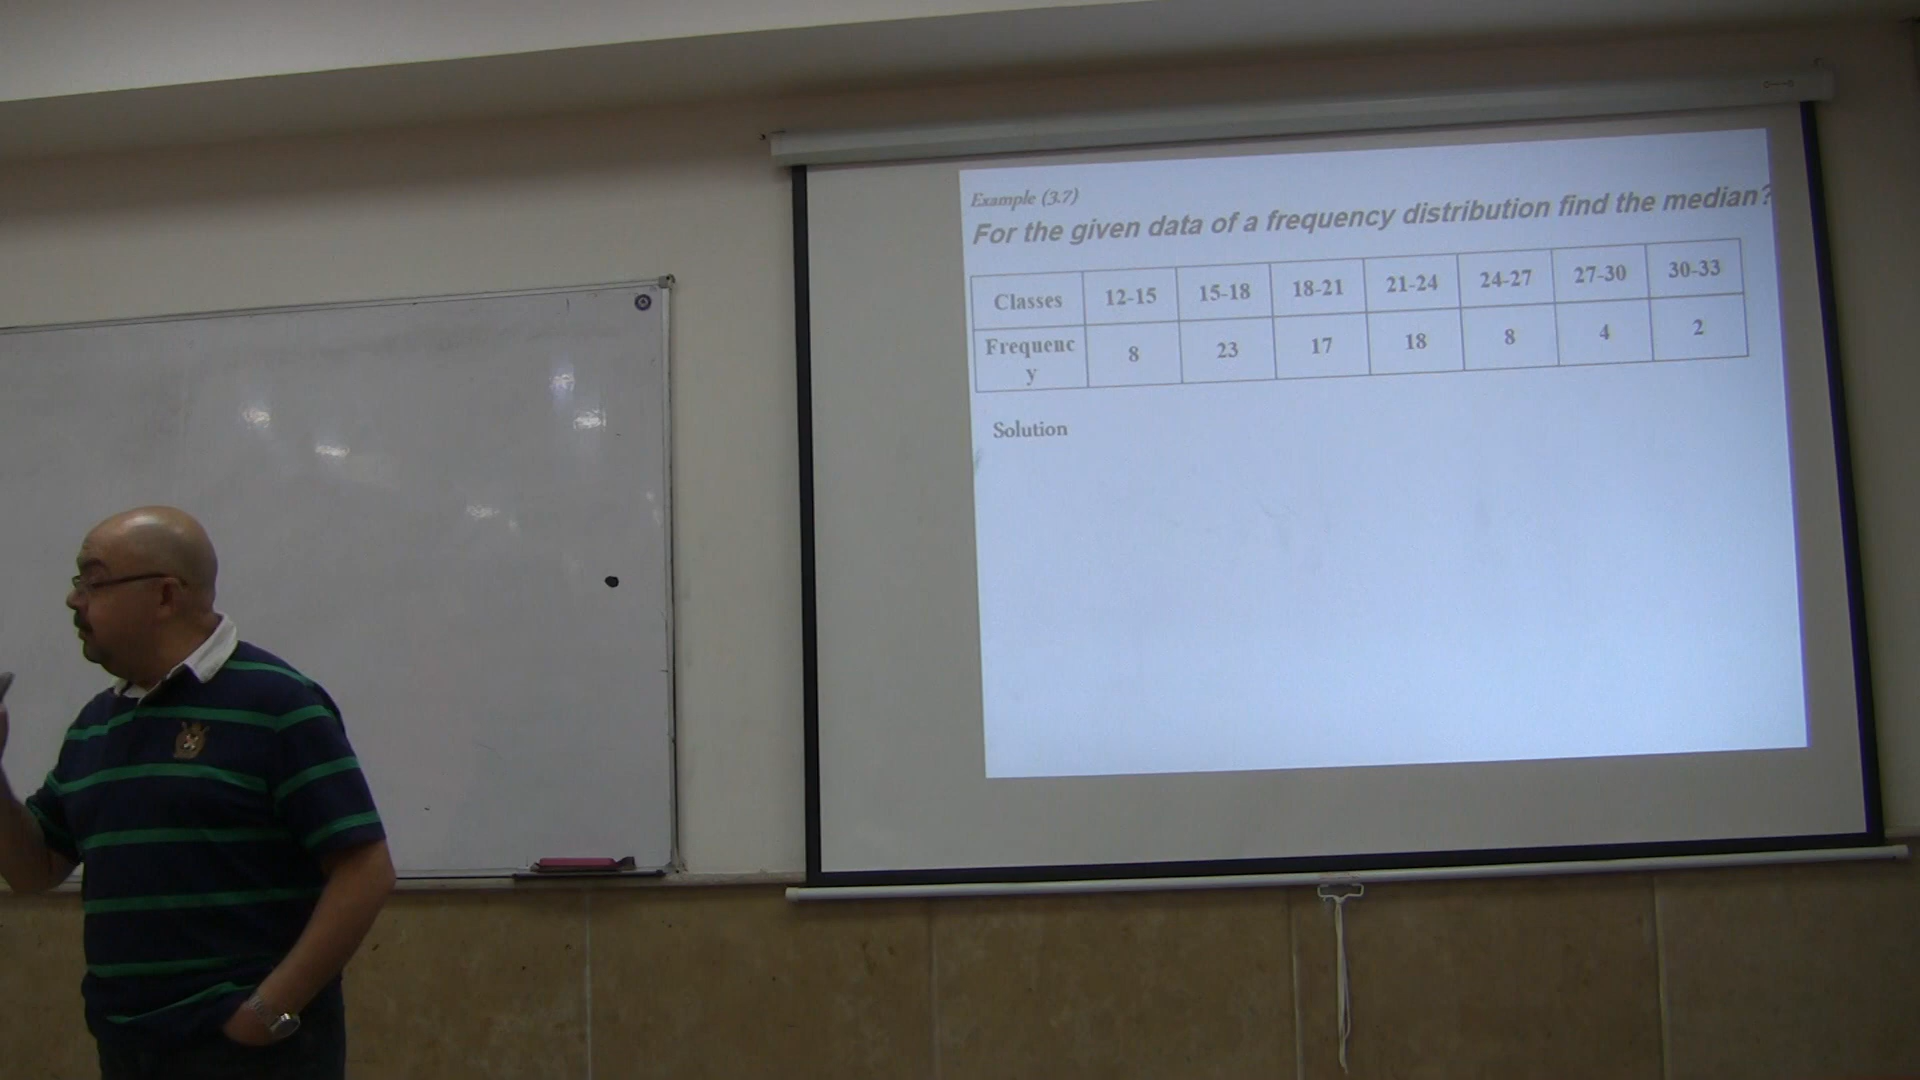 Example (3.7)
For the given data of a frequency distribution find the median?
Classes 12-15 15-18 18-21 21-24 24-27 27-30 30-33
Frequenc 8 23 17 18 8 4 2
y
Solution